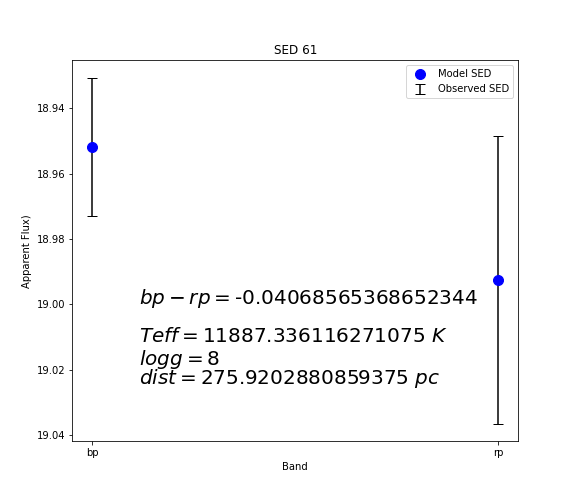 SED 61
Model SED
Observed SED
18.94
18.96
18.98
19.00
19.02
19.04
Apparent Flux)
bp − rp = -0.04068565368652344
Teff = 11887.336116271075 K
logg = 8
dist = 275.9202880859375 pc
bp
rp
Band